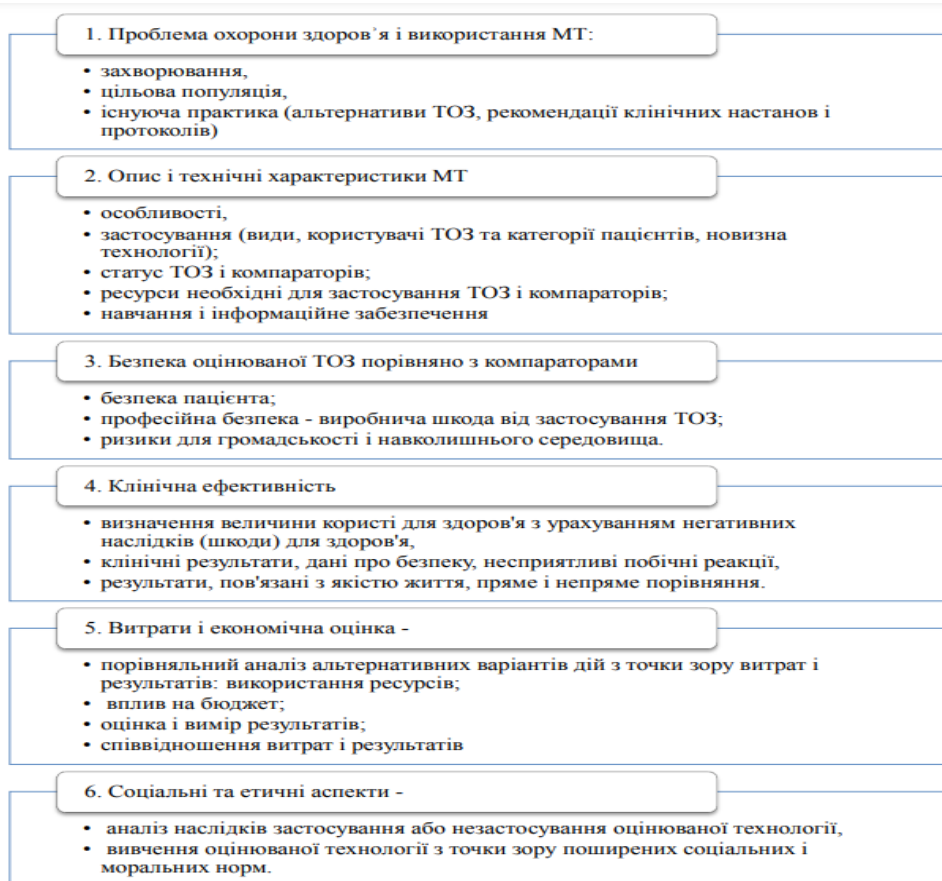 1. Проблема охорони здоров`я і використання МТ:
• захворювання,
• цільова популяція,
• існуюча практика (альтернативи ТОЗ, рекомендації клінічних настанов і
протоколів)
2. Опис і технічні характеристики МТ
• особливості,
• застосування (види, користувачі ТОЗ та категорії пацієнтів, новизна
технології);
• статус ТОЗ і компараторів;
• ресурси необхідні для застосування ТОЗ і компараторів;
• навчання і інформаційне забезпечення
3. Безпека оцінюваної ТОЗ порівняно з компараторами
• безпека пацієнта;
• професійна безпека - виробнича шкода від застосування ТОЗ;
• ризики для громадськості і навколишнього середовища.
4. Клінічна ефективність
• визначення величини користі для здоров'я з урахуванням негативних
наслідків (шкоди) для здоров'я,
• клінічні результати, дані про безпеку, несприятливі побічні реакції,
• результати, пов'язані з якістю життя, пряме і непряме порівняння.
5. Витрати і економічна оцінка -
• порівняльний аналіз альтернативних варіантів дій з точки зору витрат і
результатів: використання ресурсів;
• вплив на бюджет;
• оцінка і вимір результатів;
• співвідношення витрат і результатів
6. Соціальні та етичні аспекти -
• аналіз наслідків застосування або незастосування оцінюваної технології,
• вивчення оцінюваної технології з точки зору поширених соціальних і
моральних норм.